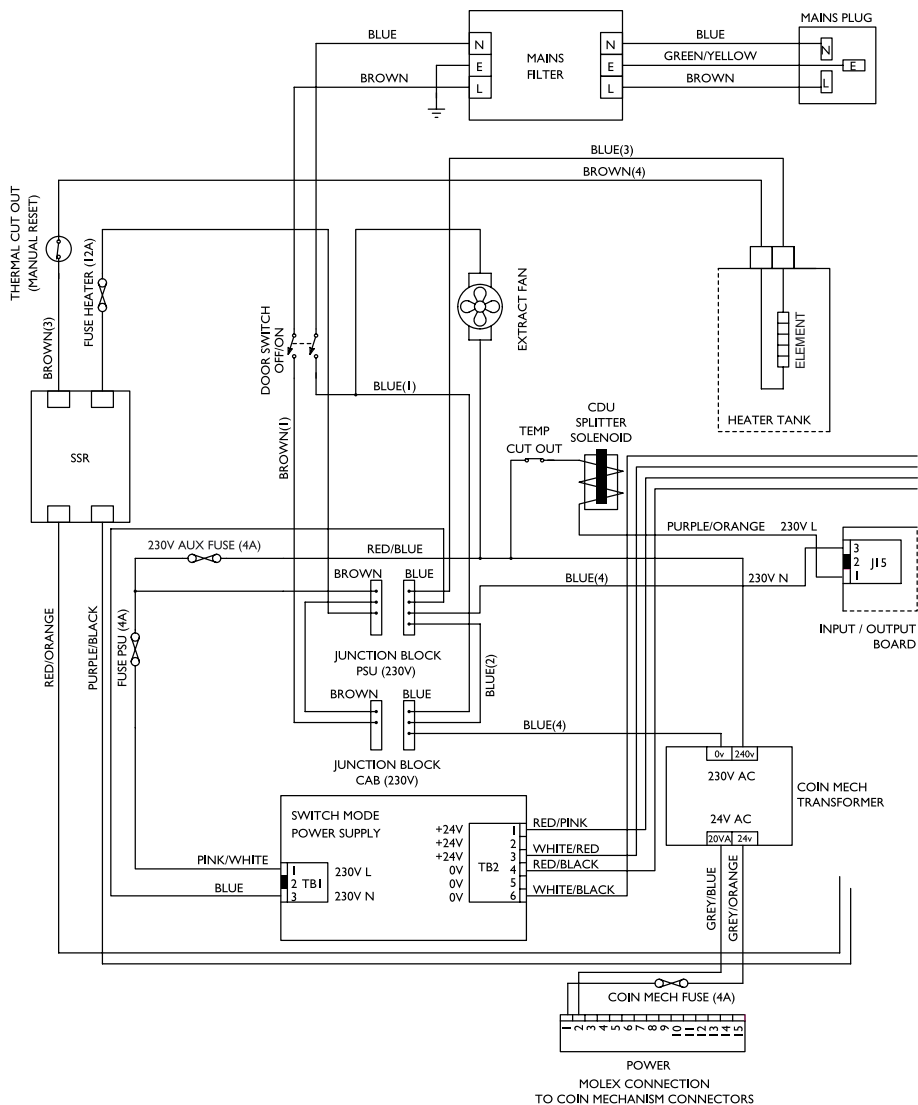 MAINS PLUG
BLUE
N
E
L
MAINS
FILTER
N
E
L
BLUE
GREEN/YELLOW
BROWN
N
E
L
BROWN
BLUE(3)
BROWN(4)
THERMAL CUT OUT
(MANUAL RESET)
FUSE HEATER (12A)
BROWN(3)
DOOR SWITCH
OFF/ON
EXTRACT FAN
ELEMENT
HEATER TANK
BLUE(1)
BROWN(1)
SSR
TEMP
CUT OUT
CDU
SPLITTER
SOLENOID
PURPLE/ORANGE
230V L
230V AUX FUSE (4A)
RED/BLUE
BROWN
BLUE
BLUE(4)
230V N
3
2
1
J15
INPUT / OUTPUT
BOARD
RED/ORANGE
PURPLE/BLACK
FUSE PSU (4A)
JUNCTION BLOCK
PSU (230V)
BLUE(2)
BROWN
BLUE
BLUE(4)
JUNCTION BLOCK
CAB (230V)
0v
240v
230V AC
24V AC
20VA
24v
COIN MECH
TRANSFORMER
SWITCH MODE
POWER SUPPLY
PINK/WHITE
BLUE
1
2
3
TB1
230V L
230V N
+24V
+24V
+24V
0V
0V
0V
TB2
1
2
3
4
5
6
RED/PINK
WHITE/RED
RED/BLACK
WHITE/BLACK
GREY/BLUE
GREY/ORANGE
COIN MECH FUSE (4A)
1 2 3 4 5 6 7 8 9 10 11 12 13 14 15
POWER
MOLEX CONNECTION
TO COIN MECHANISM CONNECTORS